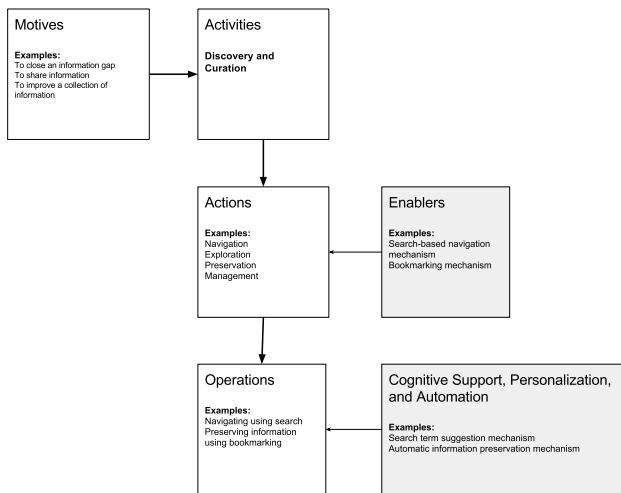 Motives
Examples:
To close an information gap
To share information
To improve a collection of
information
Activities
Discovery and
Curation
Actions
Examples:
Navigation
Exploration
Preservation
Management
Enablers
Examples:
Search-based navigation
mechanism
Bookmarking mechanism
Operations
Examples:
Navigating using search
Preserving information
using bookmarking
Cognitive Support, Personalization,
and Automation
Examples:
Search term suggestion mechanism
Automatic information preservation mechanism